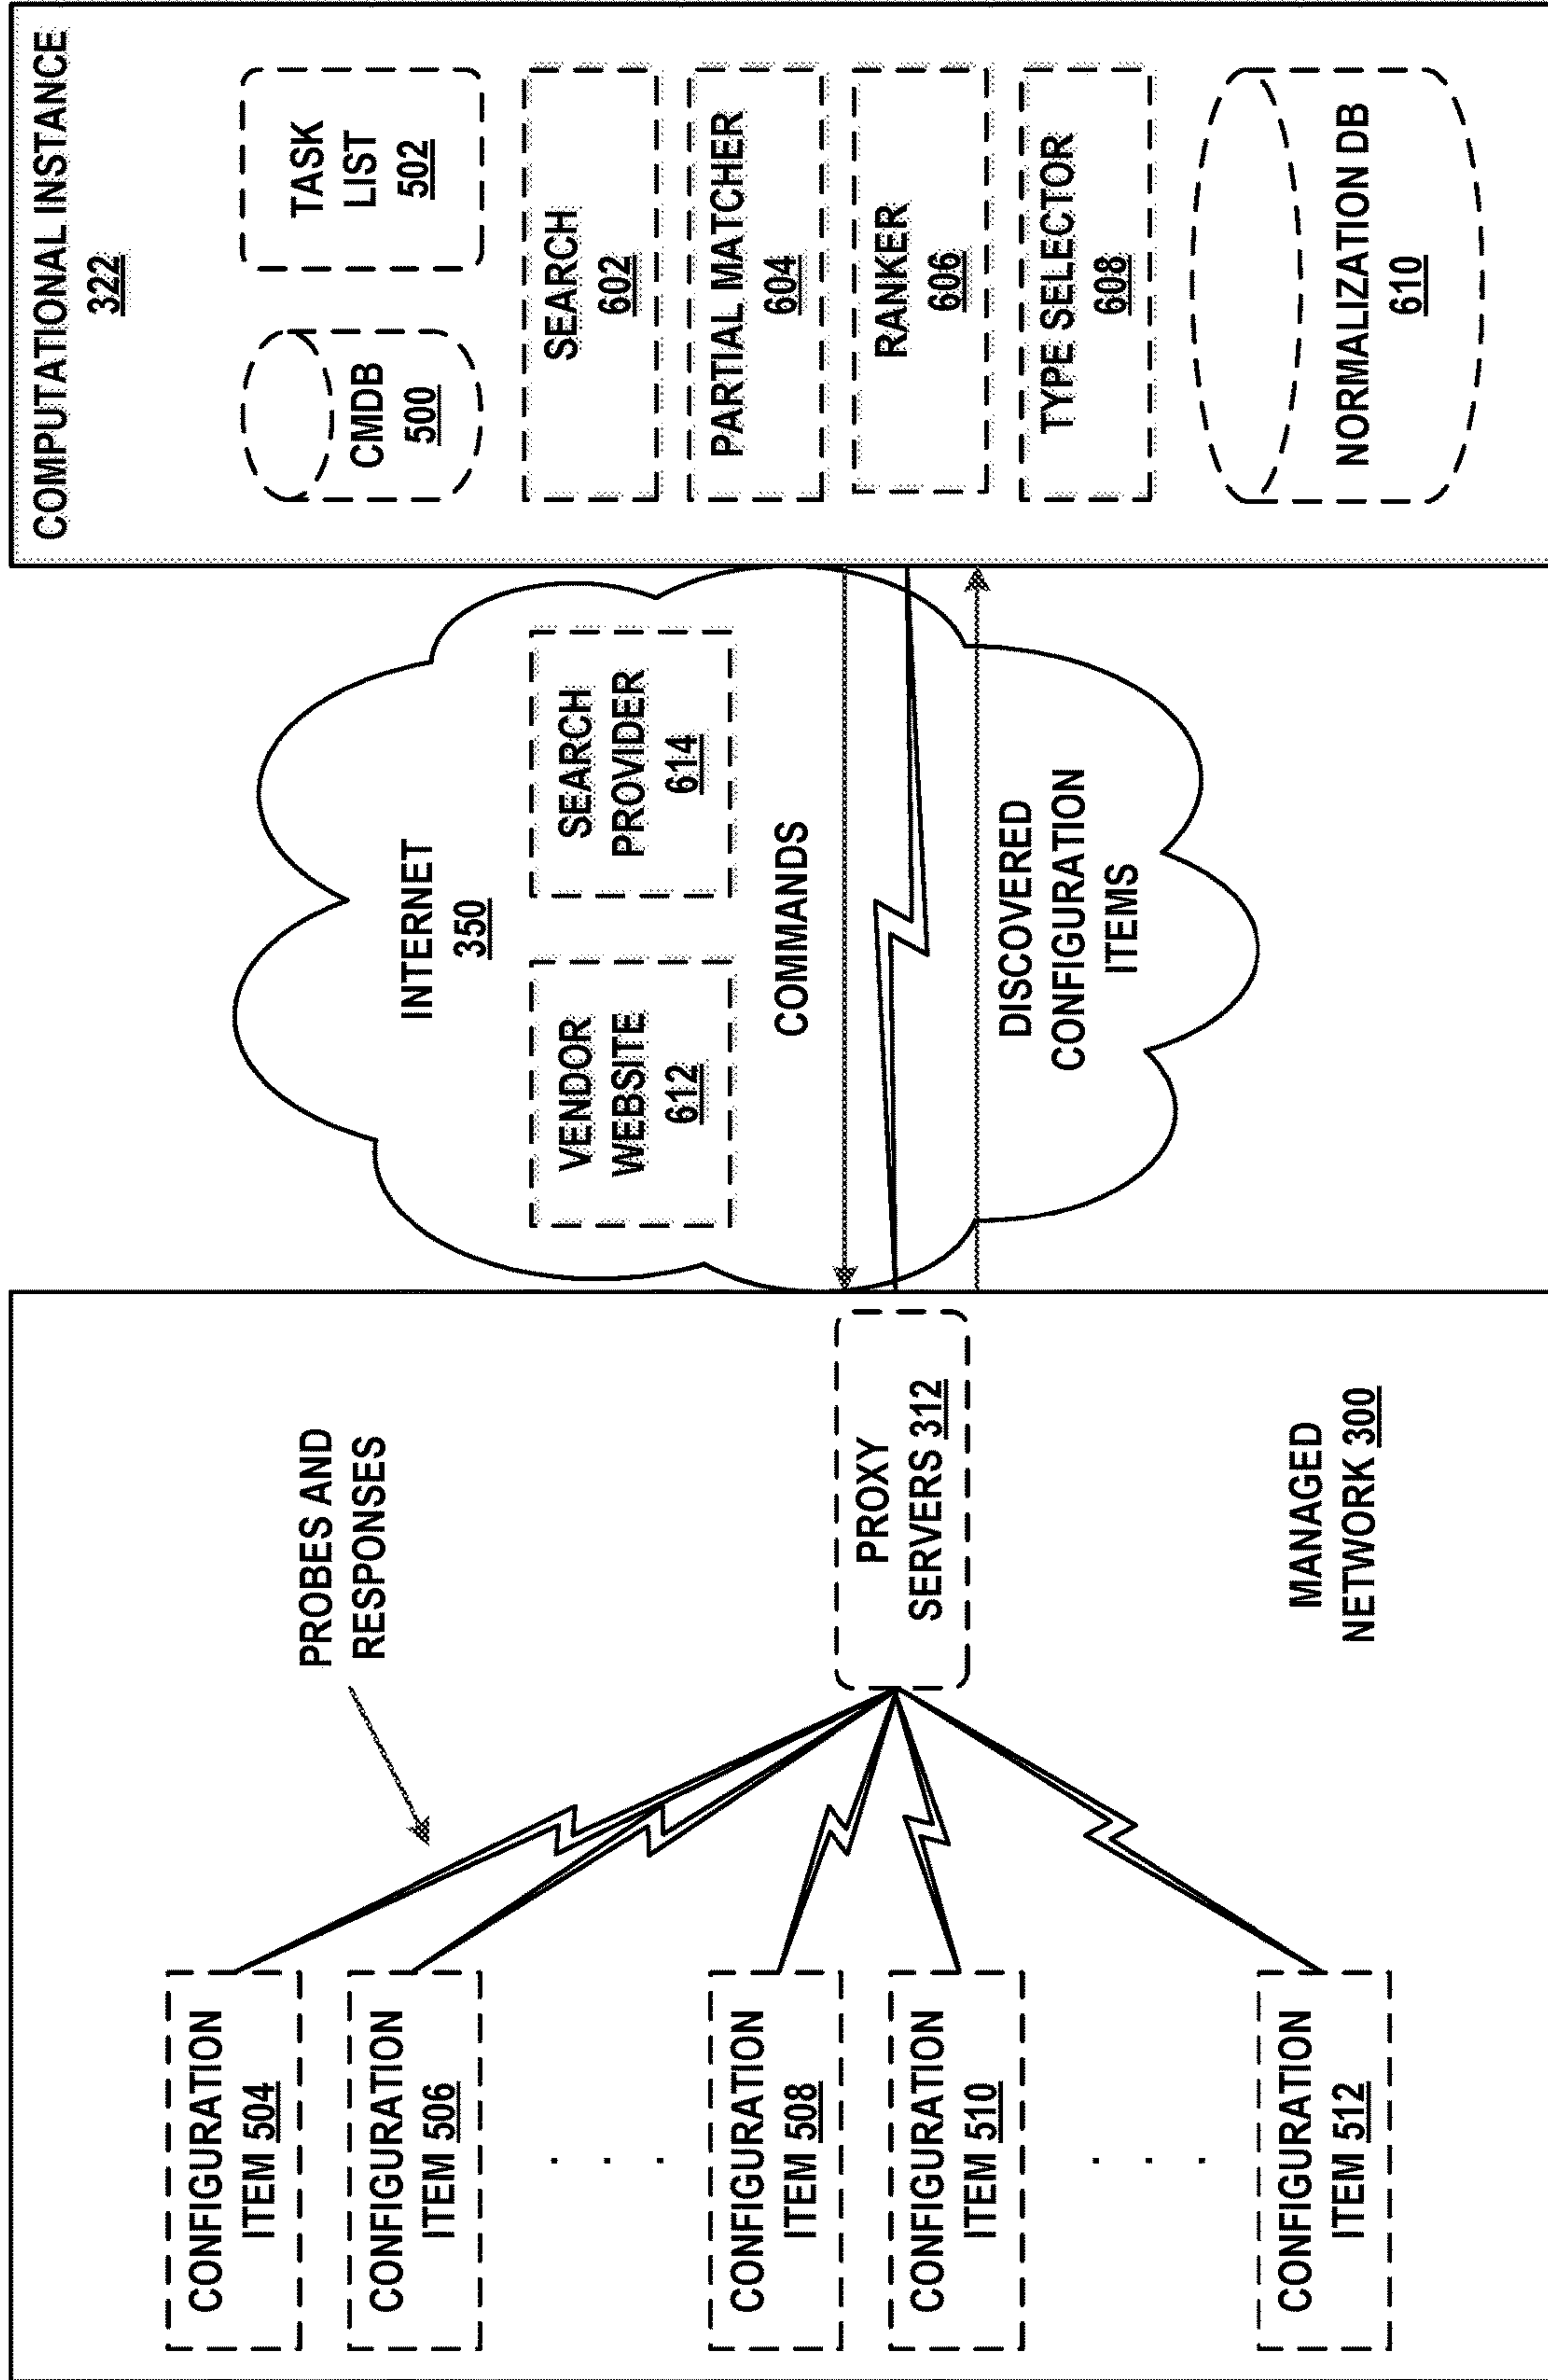 COMPUTATIONAL INSTANCE
322
CMDB
500
TASK
LIST
502
SEARCH
602
PARTIAL MATCHER
604
RANKER
606
TYPE SELECTOR
608
NORMALIZATION DB
610
INTERNET
350
VENDOR
WEBSITE
612
SEARCH
PROVIDER
614
COMMANDS
DISCOVERED
CONFIGURATION
ITEMS
PROBES AND
RESPONSES
PROXY
SERVERS 312
MANAGED
NETWORK 300
CONFIGURATION
ITEM 504
CONFIGURATION
ITEM 506
. . .
CONFIGURATION
ITEM 508
CONFIGURATION
ITEM 510
. . .
CONFIGURATION
ITEM 512